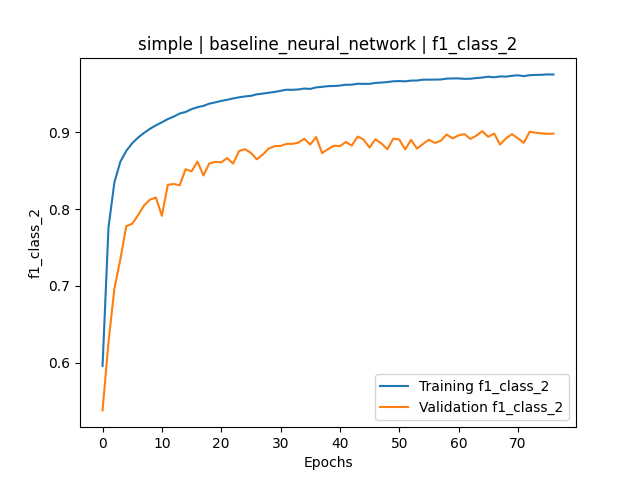 simple | baseline_neural_network | f1_class_2
0.9
0.8
0.7
0.6
f1_class_2
0 10 20 30 40 50 60 70
Epochs
Training f1_class_2
Validation f1_class_2